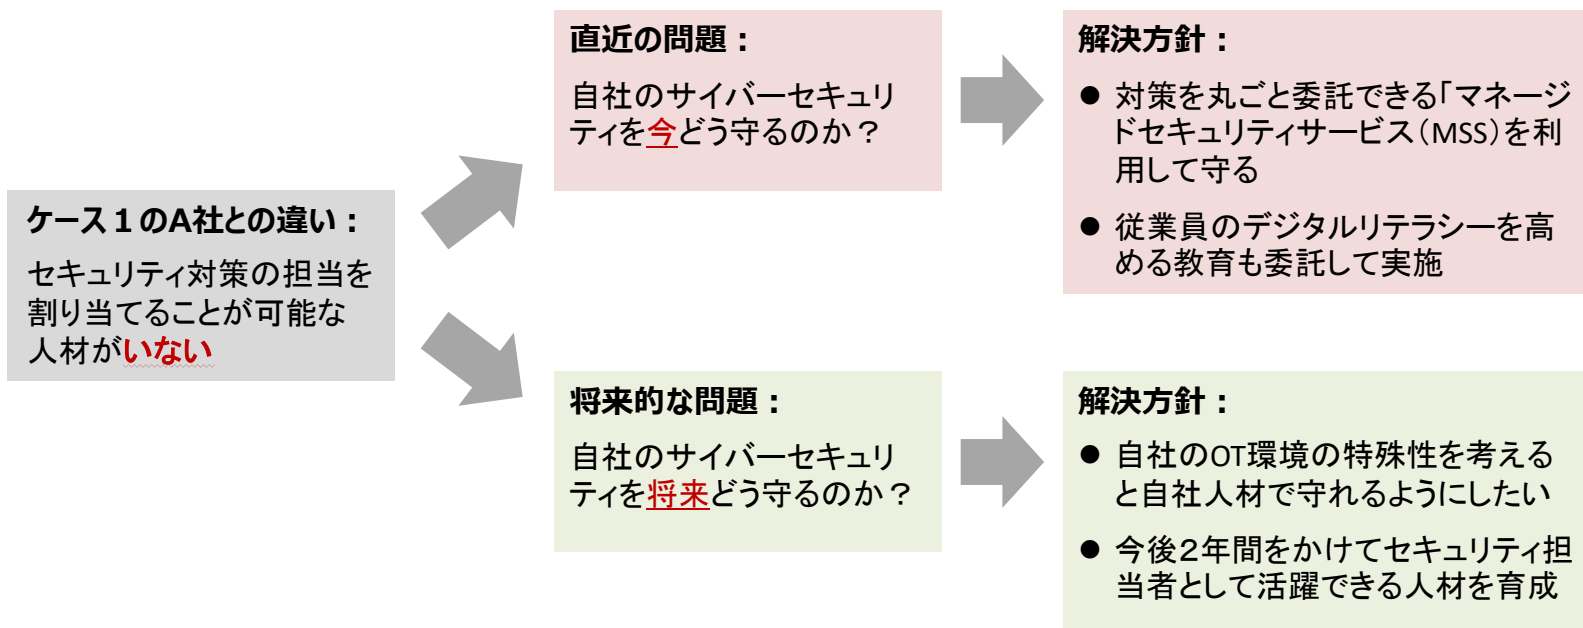 ケース１のA社との違い：
セキュリティ対策の担当を
割り当てることが可能な
人材がいない
直近の問題：
自社のサイバーセキュリ
ティを今どう守るのか？
解決方針：
● 対策を丸ごと委託できる「マネージ
ドセキュリティサービス（MSS）を利
用して守る
● 従業員のデジタルリテラシーを高
める教育も委託して実施
将来的な問題：
自社のサイバーセキュリ
ティを将来どう守るのか？
解決方針：
● 自社のOT環境の特殊性を考える
と自社人材で守れるようにしたい
● 今後２年間をかけてセキュリティ担
当者として活躍できる人材を育成